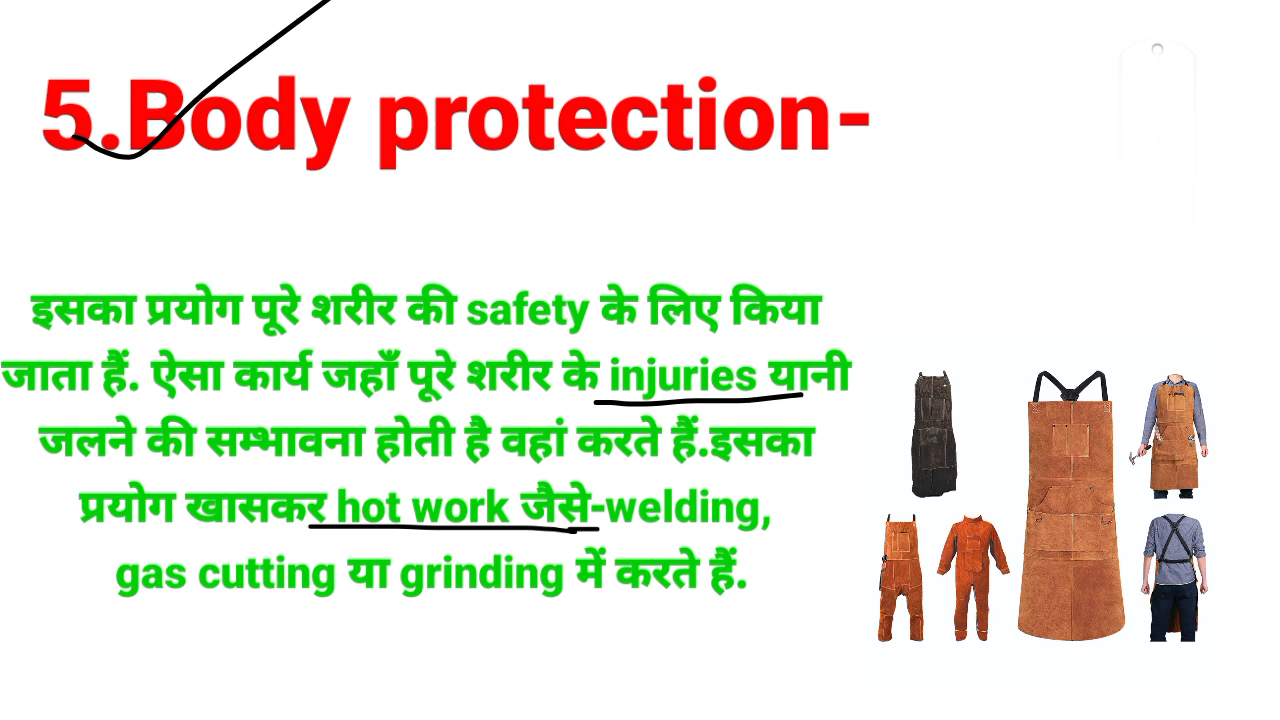 5.Body protection-
इसका प्रयोग पूरे शरीर की safety के लिए किया
जाता हैं. ऐसा कार्य जहाँ पूरे शरीर के injuries यानी
जलने की सम्भावना होती है वहां करते हैं.इसका
प्रयोग खासकर hot work जैसे-welding,
gas cutting या grinding में करते हैं.